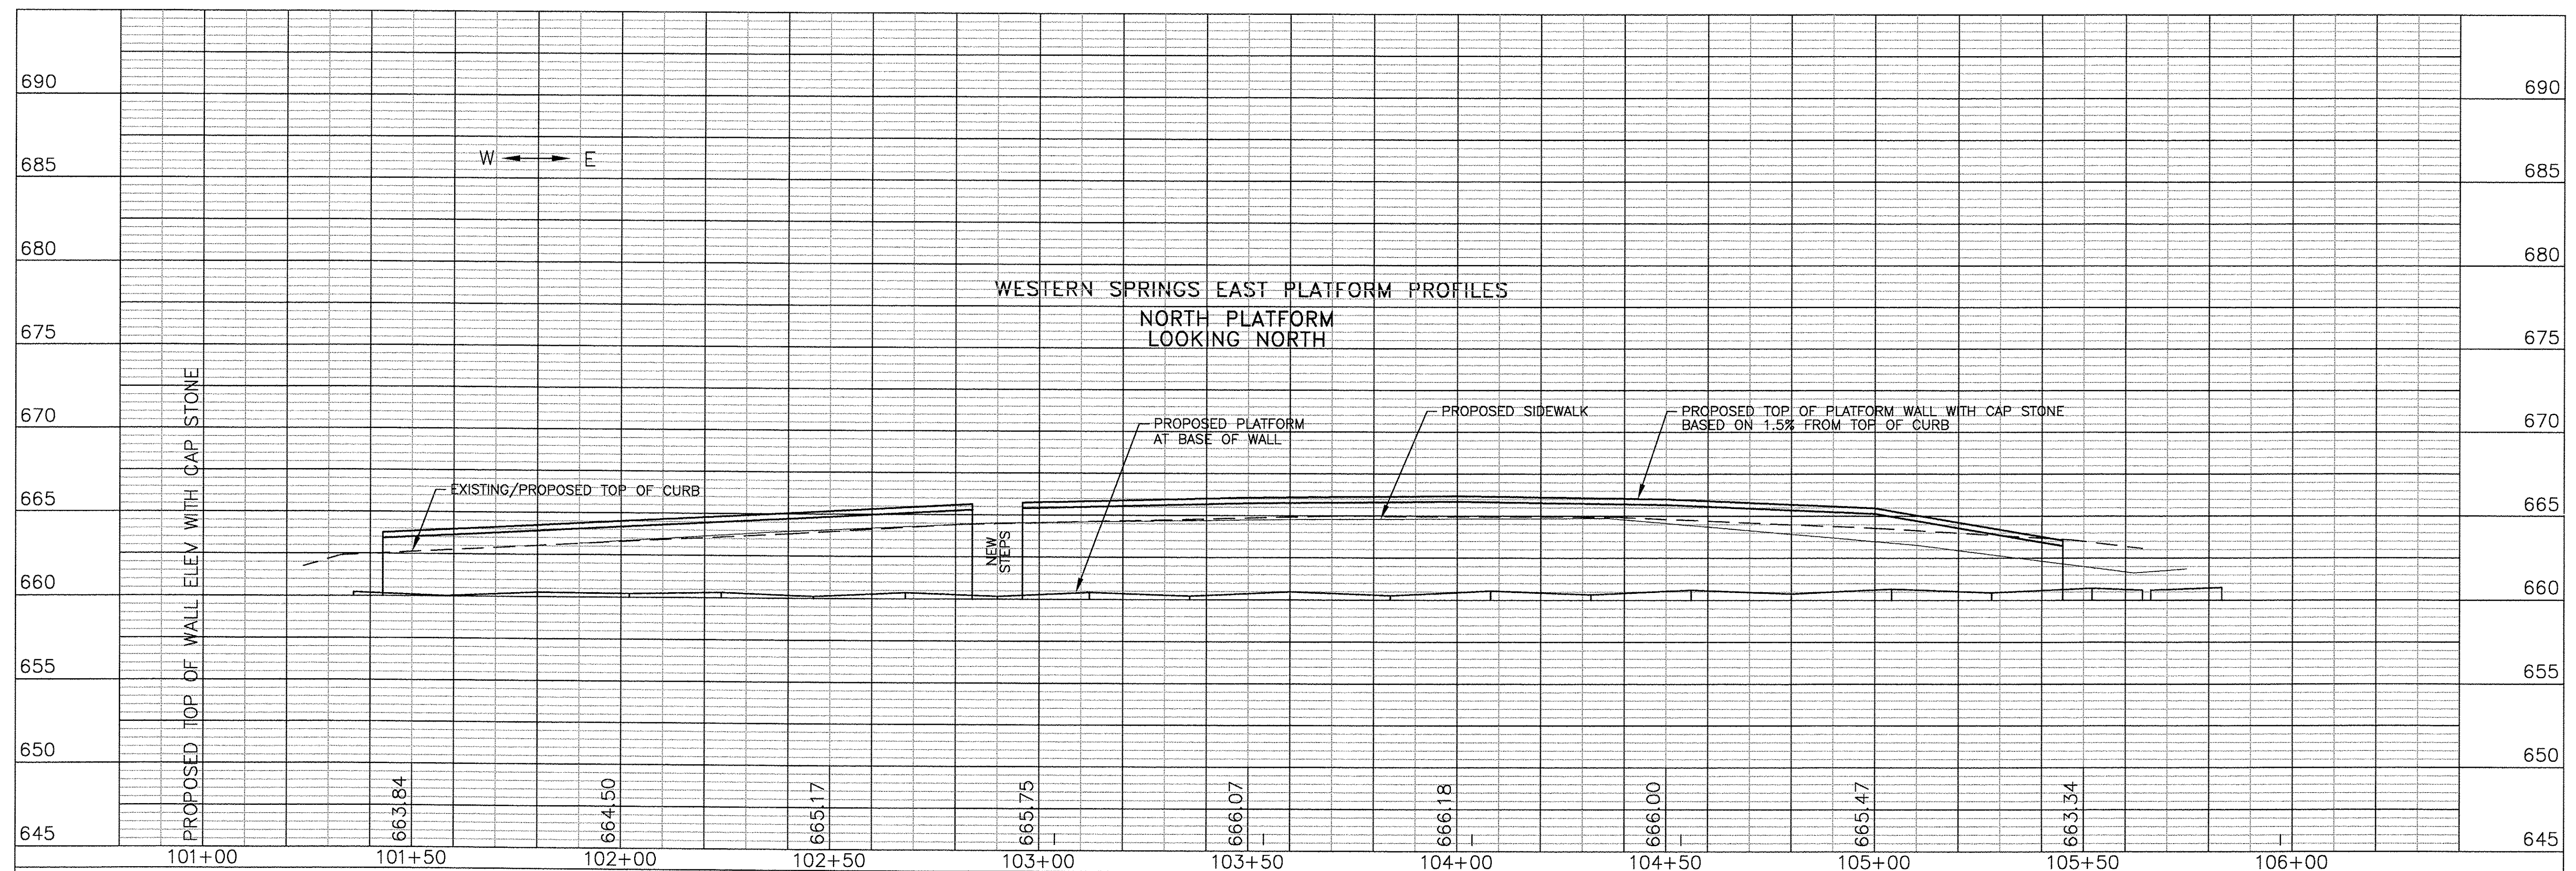 690 690
W E
685 685
680 680
WESTERN SPRINGS EAST PLATFORM PROFILES
NORTH PLATFORM
LOOKING NORTH
675 675
PROPOSED TOP OF WALL ELEV WITH CAP STONE
670 670
PROPOSED PLATFORM
AT BASE OF WALL
PROPOSED SIDEWALK
PROPOSED TOP OF PLATFORM WALL WITH CAP STONE
BASED ON 1.5% FROM TOP OF CURB
EXISTING/PROPOSED TOP OF CURB
665 665
NEW
STEPS
660 660
655 655
650 650
663.84 664.50 665.17 665.75 666.07 666.18 666.00 665.47 663.34
645 645
101+00 101+50 102+00 102+50 103+00 103+50 104+00 104+50 105+00 105+50 106+00